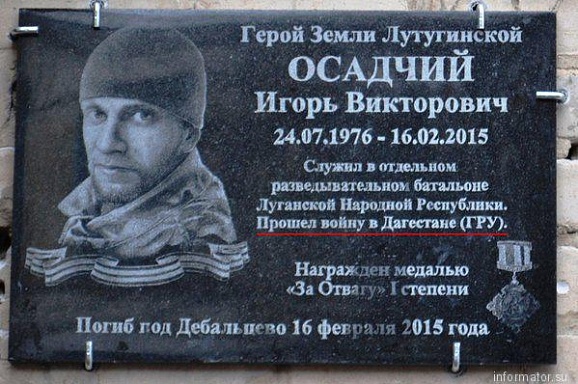 Герой Земли Лутугинской
ОСАДЧИЙ
Игорь Викторович
24.07.1976 - 16.02.2015
Служил в отдельном
разведывательном батальоне
Луганской Народной Республики.
Прошел войну в Дагестане (ГРУ).
Награжден медалью
«За Отвагу» I степени
Погиб под Дебальцево 16 февраля 2015 года
informator.su